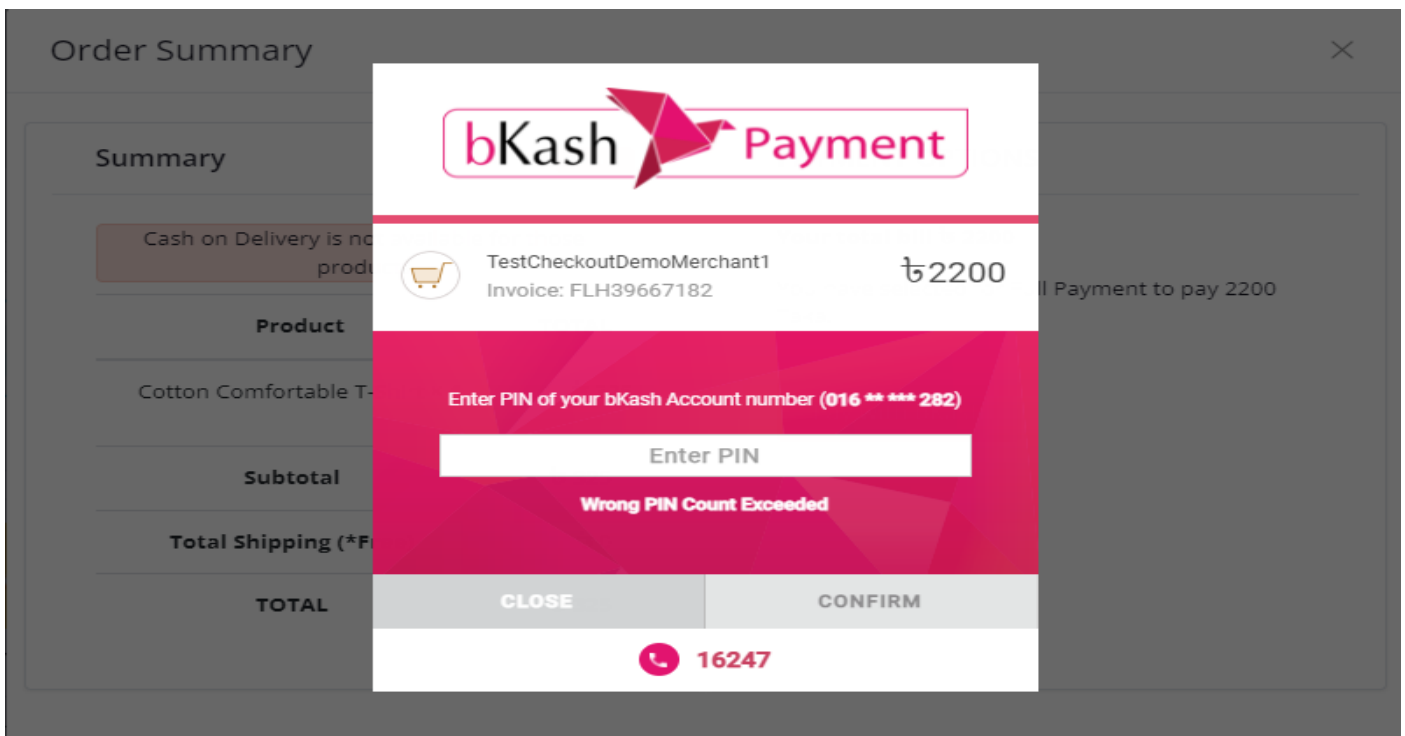 Order Summary
bKash Payment
Summary
Cash on Delivery is
produ
TestCheckoutDemoMerchant1
Invoice: FLH39667182
৳2200
ll Payment to pay 2200
Product
Cotton Comfortable T-
Enter PIN of your bKash Account number (016 ** *** 282)
Enter PIN
Wrong PIN Count Exceeded
Subtotal
Total Shipping (*F
TOTAL
CLOSE
CONFIRM
16247